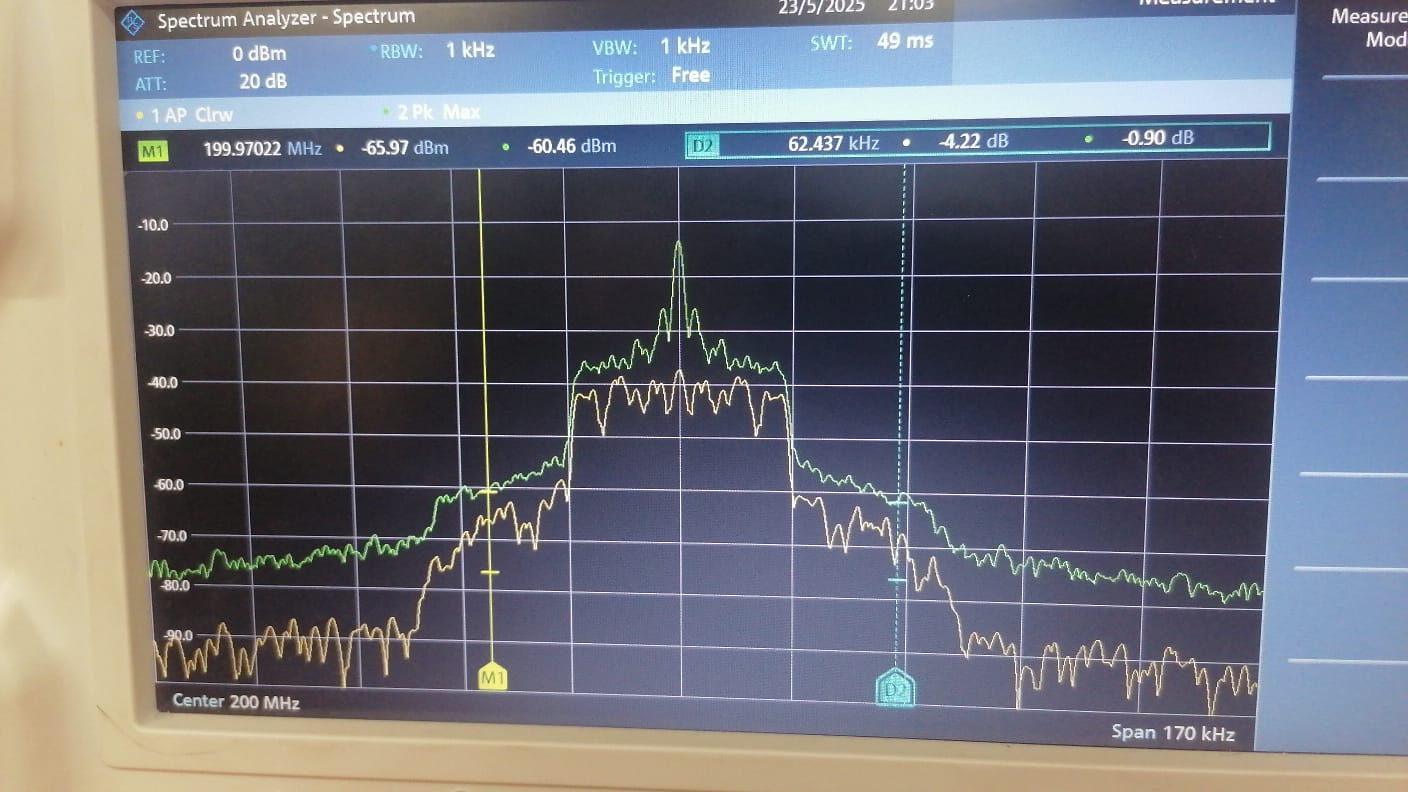 Spectrum Analyzer - Spectrum 23/5/2025 21:03 Measurement
REF: 0 dBm *RBW: 1 kHz VBW: 1 kHz SWT: 49 ms
ATT: 20 dB Trigger: Free
1 AP Clrw 2 Pk Max
M1 199.97022 MHz -65.97 dBm -60.46 dBm D2 62.437 kHz -4.22 dB -0.90 dB
-10.0
-20.0
-30.0
-40.0
-50.0
-60.0
-70.0
-80.0
-90.0
M1 D2
Center 200 MHz Span 170 kHz
Measure
Mod